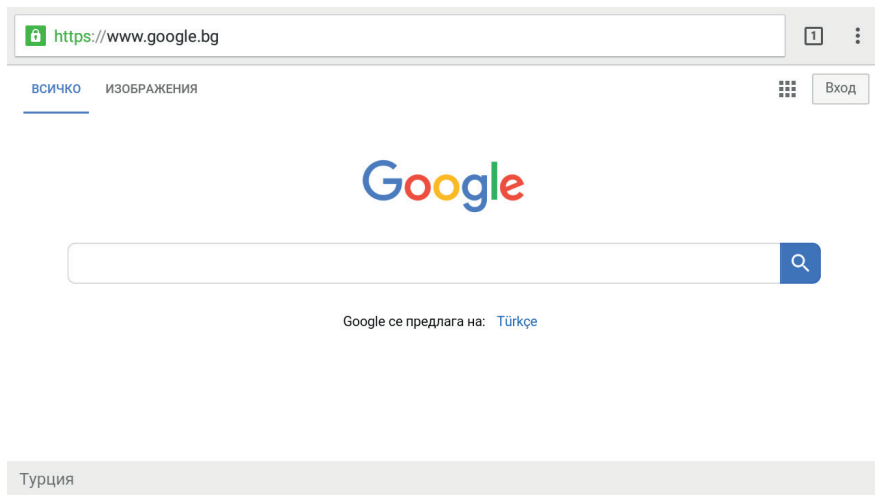 https://www.google.bg 1
ВСИЧКО ИЗОБРАЖЕНИЯ Вход
Google
Google се предлага на: Türkçe
Турция